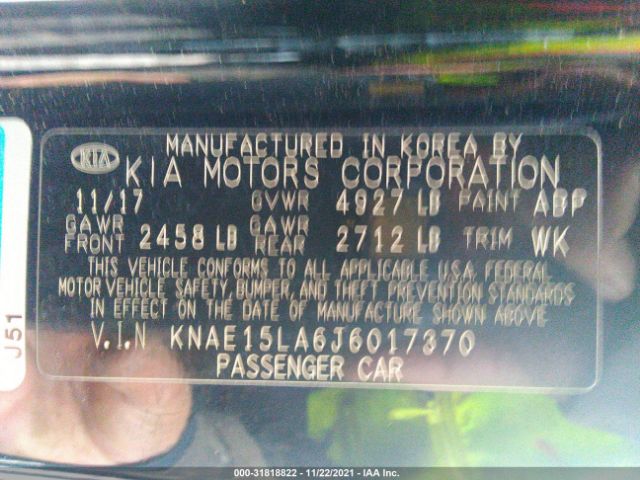 MANUFACTURED IN KOREA BY
KIA KIA MOTORS CORPORATION
11/17 GVWR 4927 LB PAINT ABP
GAWR FRONT 2458 LB GAWR REAR 2712 LB TRIM WK
THIS VEHICLE CONFORMS TO ALL APPLICABLE U.S.A. FEDERAL
MOTOR VEHICLE SAFETY, BUMPER, AND THEFT PREVENTION STANDARDS
IN EFFECT ON THE DATE OF MANUFACTURE SHOWN ABOVE.
V.I.N KNAE15LA6J6017370
PASSENGER CAR
J51
000-31818822 - 11/22/2021 - IAA Inc.